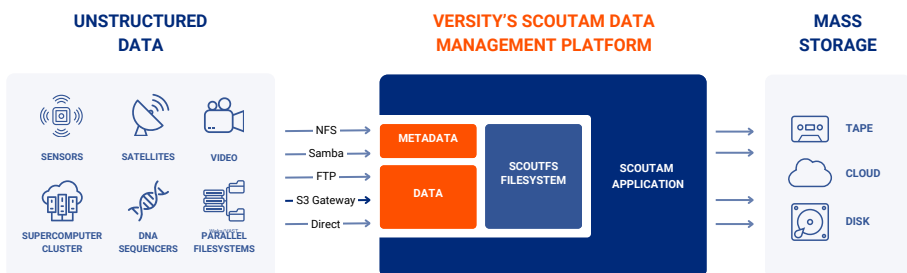 UNSTRUCTURED
DATA
VERSITY'S SCOUTAM DATA
MANAGEMENT PLATFORM
MASS
STORAGE
SENSORS
SATELLITES
VIDEO
SUPERCOMPUTER
CLUSTER
DNA
SEQUENCERS
PARALLEL
FILESYSTEMS
NFS
Samba
FTP
S3 Gateway
Direct
METADATA
DATA
SCOUTFS
FILESYSTEM
SCOUTAM
APPLICATION
TAPE
CLOUD
DISK